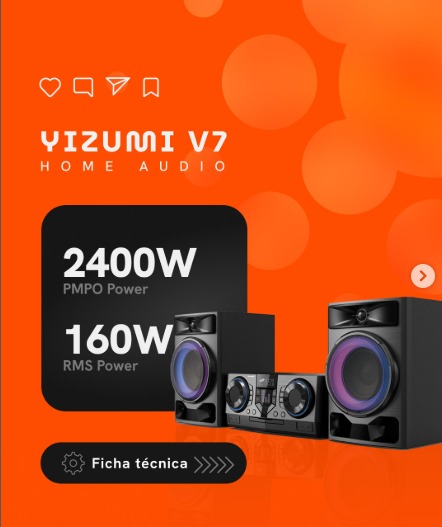 YIZUMI V7
HOME AUDIO
2400W
PMPO Power
160W
RMS Power
Ficha técnica